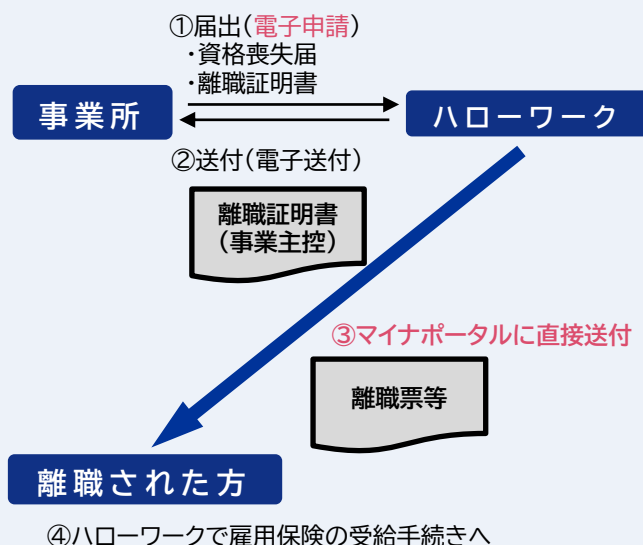 ①届出(電子申請)
・資格喪失届
・離職証明書
事業所
ハローワーク
②送付(電子送付)
離職証明書
(事業主控)
③マイナポータルに直接送付
離職票等
離職された方
④ハローワークで雇用保険の受給手続きへ